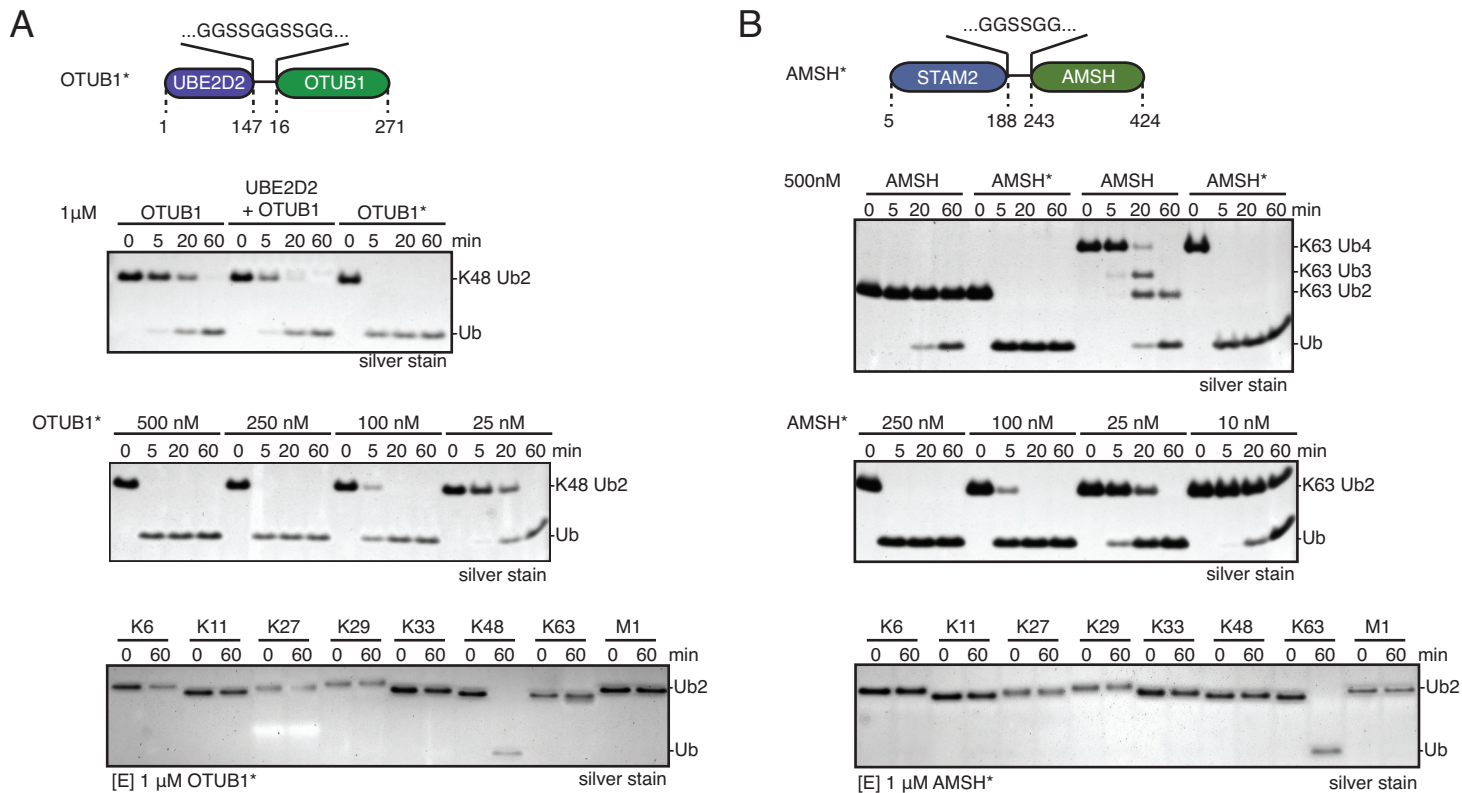 A
...GGSSGGSSGG...
OTUB1*
UBE2D2
OTUB1
1
147
16
271
1µM
OTUB1
UBE2D2
+ OTUB1
OTUB1*
0 5 20 60 0 5 20 60 0 5 20 60 min
-K48 Ub2
-Ub
silver stain
OTUB1*
500 nM 250 nM 100 nM 25 nM
0 5 20 60 0 5 20 60 0 5 20 60 0 5 20 60 min
-K48 Ub2
-Ub
silver stain
K6 K11 K27 K29 K33 K48 K63 M1
0 60 0 60 0 60 0 60 0 60 0 60 0 60 0 60 min
-Ub2
-Ub
[E] 1 µM OTUB1*
silver stain
B
...GGSSGG...
AMSH*
STAM2
AMSH
5
188
243
424
500nM
AMSH AMSH* AMSH AMSH*
0 5 20 60 0 5 20 60 0 5 20 60 0 5 20 60 min
-K63 Ub4
-K63 Ub3
-K63 Ub2
-Ub
silver stain
AMSH*
250 nM 100 nM 25 nM 10 nM
0 5 20 60 0 5 20 60 0 5 20 60 0 5 20 60 min
-K63 Ub2
-Ub
silver stain
K6 K11 K27 K29 K33 K48 K63 M1
0 60 0 60 0 60 0 60 0 60 0 60 0 60 0 60 min
-Ub2
-Ub
[E] 1 µM AMSH*
silver stain